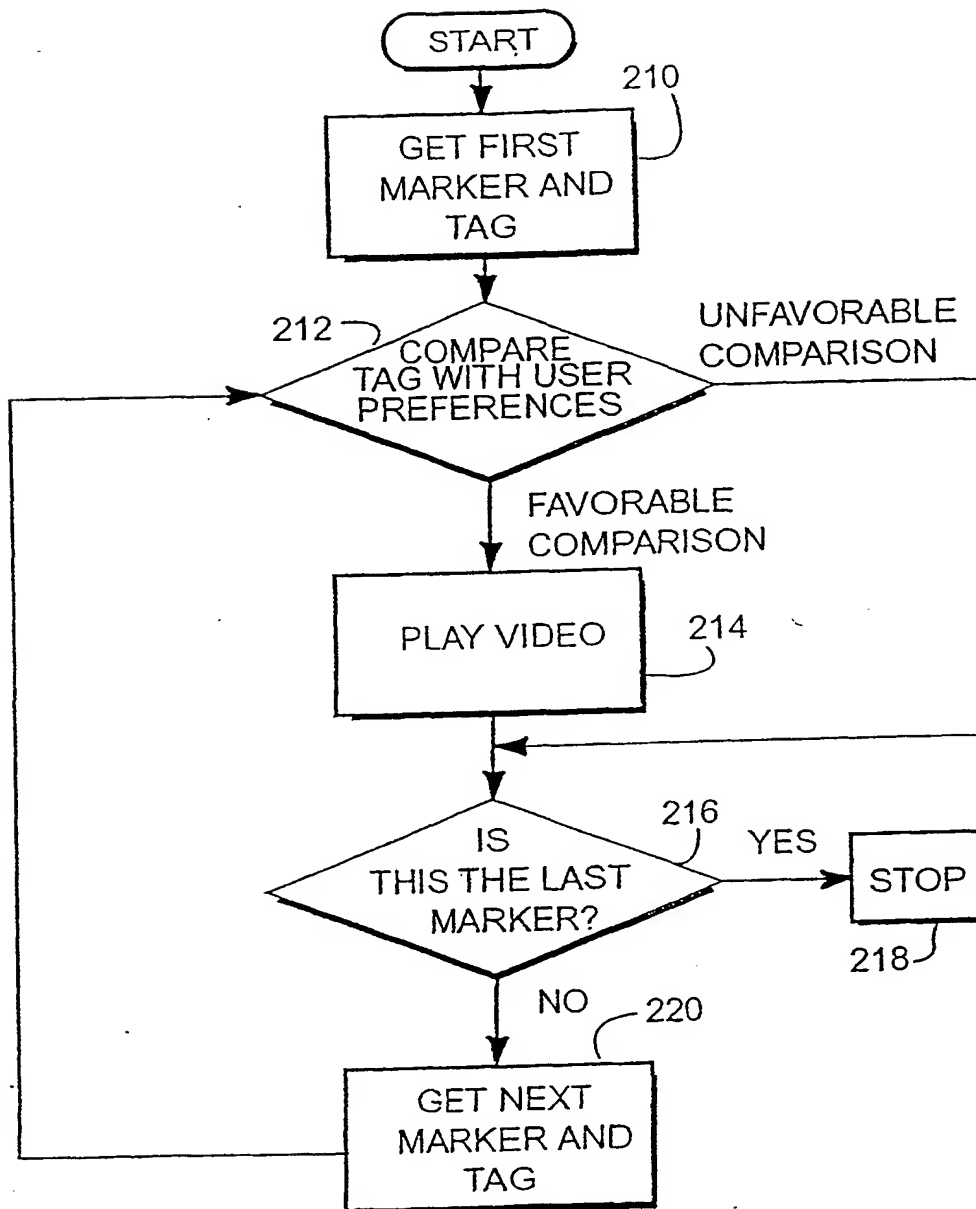 START
210
GET FIRST
MARKER AND
TAG
212
COMPARE
TAG WITH USER
PREFERENCES
UNFAVORABLE
COMPARISON
FAVORABLE
COMPARISON
PLAY VIDEO
214
IS
THIS THE LAST
MARKER?
216
YES
STOP
218
NO
220
GET NEXT
MARKER AND
TAG